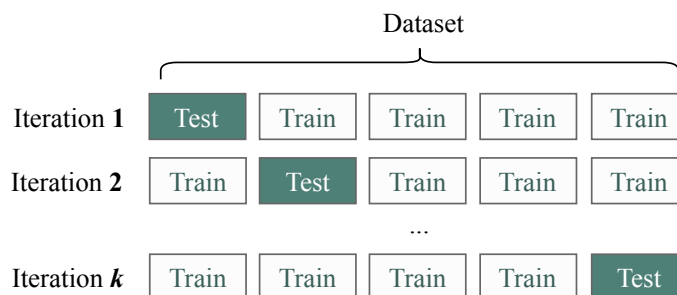 Dataset
Iteration 1 Test Train Train Train Train
Iteration 2 Train Test Train Train Train
...
Iteration k Train Train Train Train Test